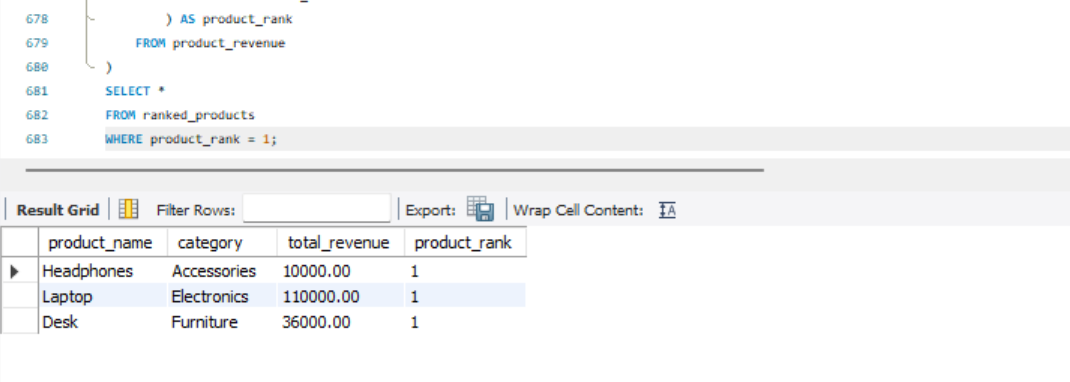 678 ) AS product_rank
679 FROM product_revenue
680 )
681 SELECT *
682 FROM ranked_products
683 WHERE product_rank = 1;
Result Grid Filter Rows: Export: Wrap Cell Content: IA
product_name category total_revenue product_rank
Headphones Accessories 10000.00 1
Laptop Electronics 110000.00 1
Desk Furniture 36000.00 1